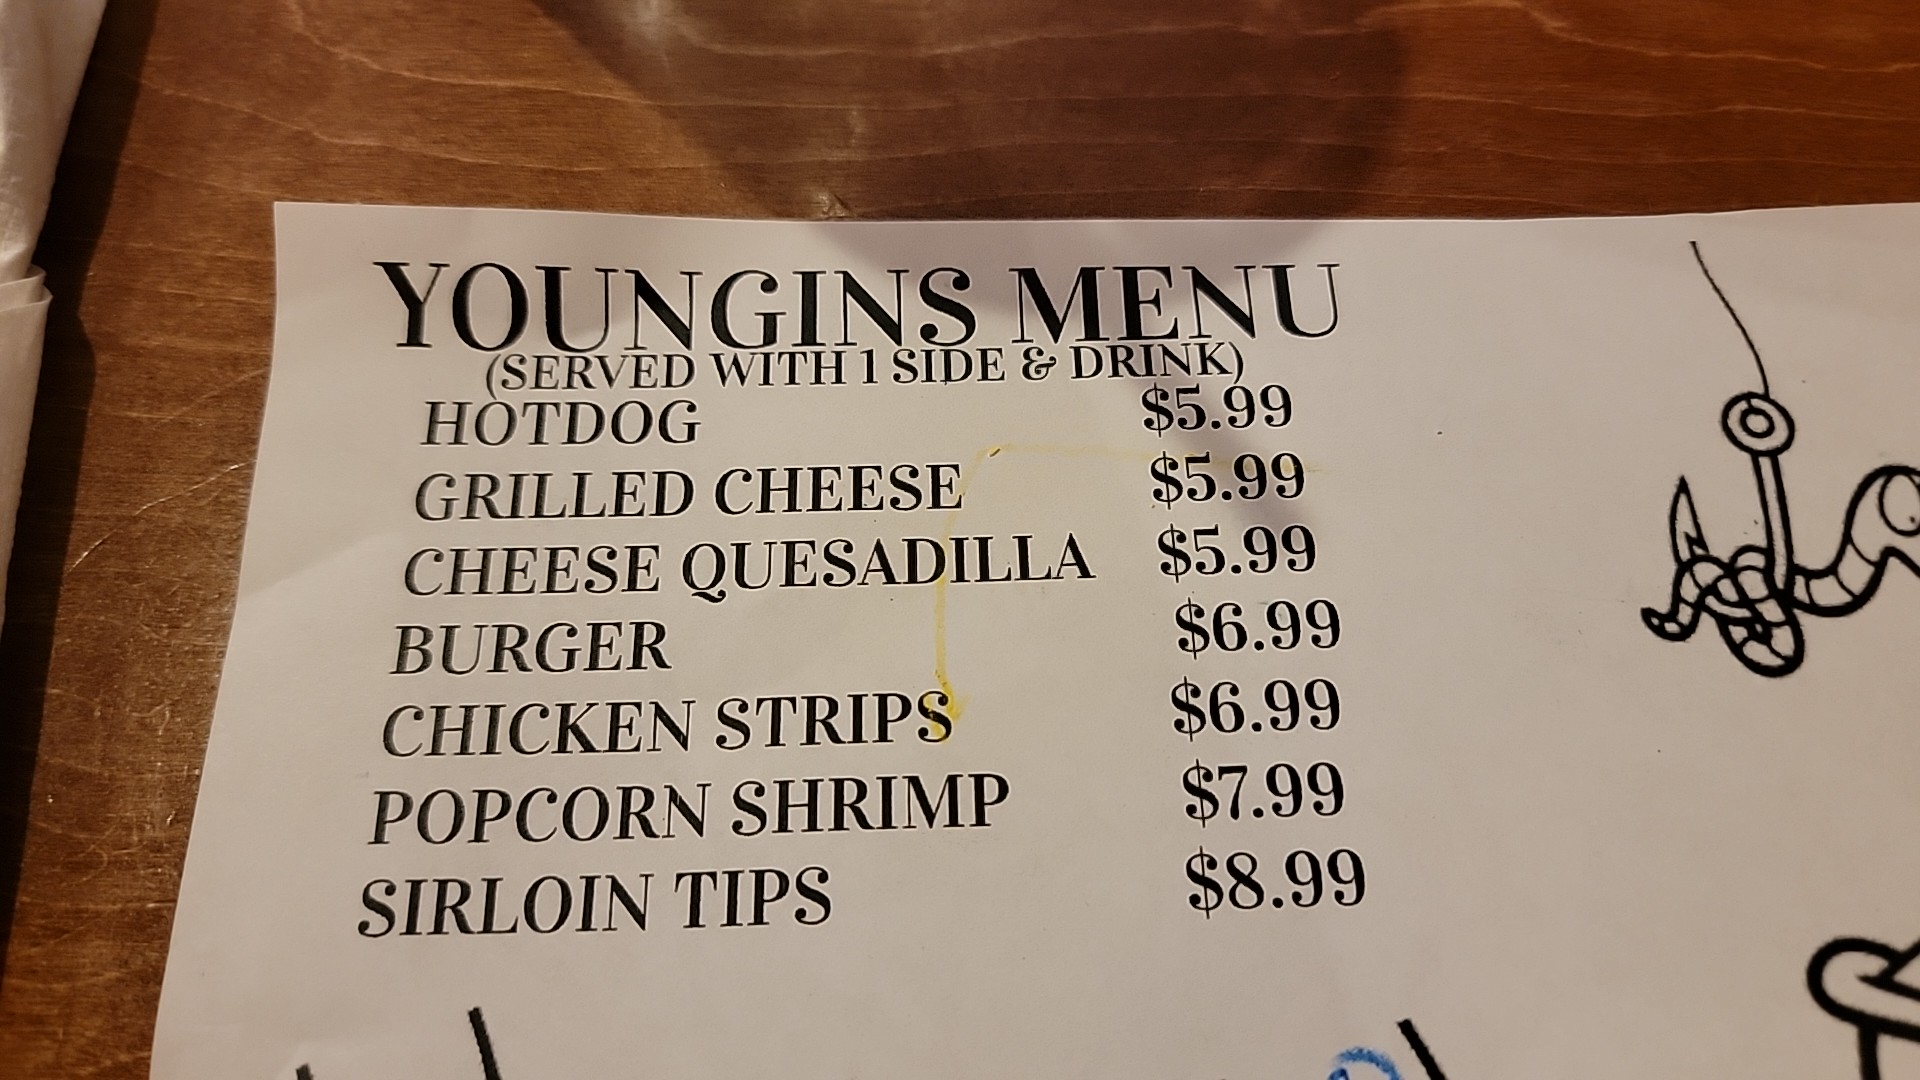 YOUNGINS MENU
(SERVED WITH 1 SIDE & DRINK)
HOTDOG $5.99
GRILLED CHEESE $5.99
CHEESE QUESADILLA $5.99
BURGER $6.99
CHICKEN STRIPS $6.99
POPCORN SHRIMP $7.99
SIRLOIN TIPS $8.99